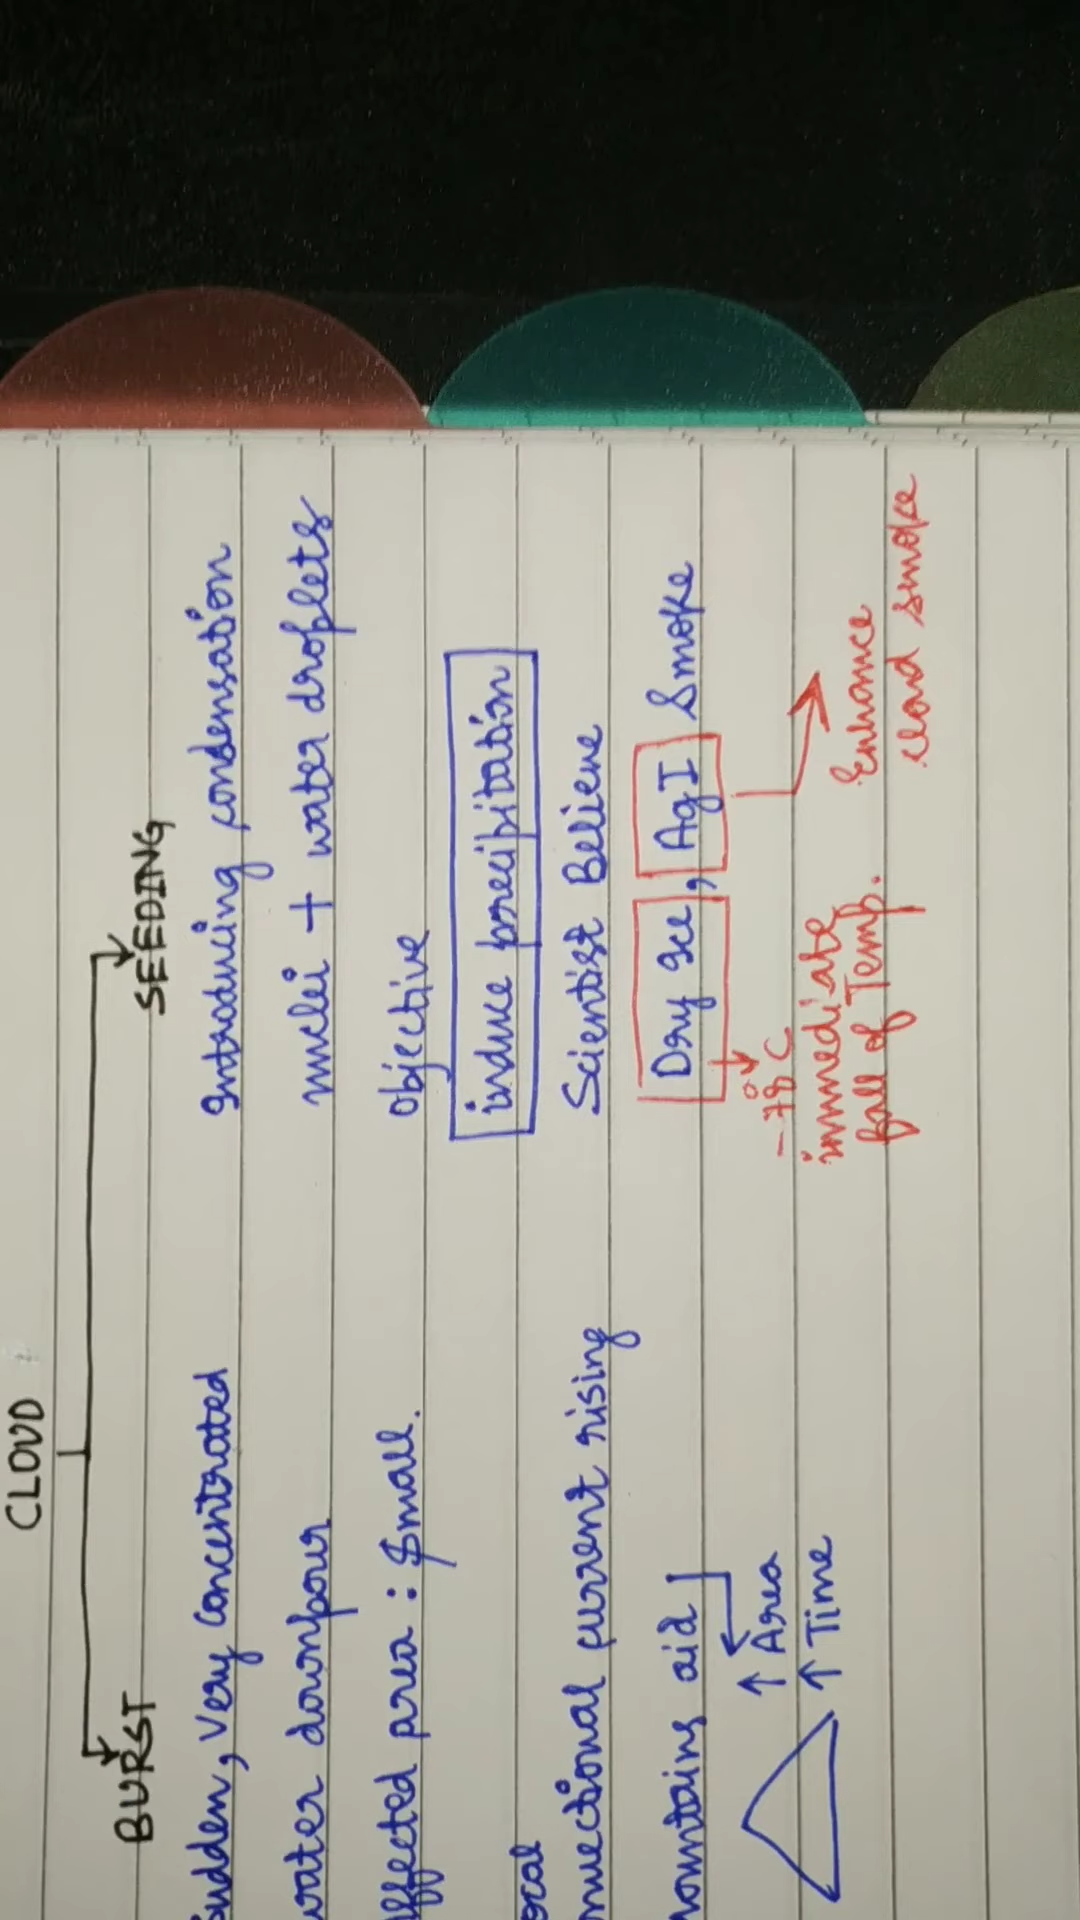 CLOUD
BURST
Sudden, Very Concentrated
water downpour
Affected area : Small.
local
convectional current rising
Mountains aid
↑ Area
↑ Time
SEEDING
Introducing condensation
nuclei + water droplets
Objective
induce precipitation
Scientist Believe
Dry Ice, AgI Smoke
-78°C
immediate
fall of Temp.
Enhance
cloud smoke